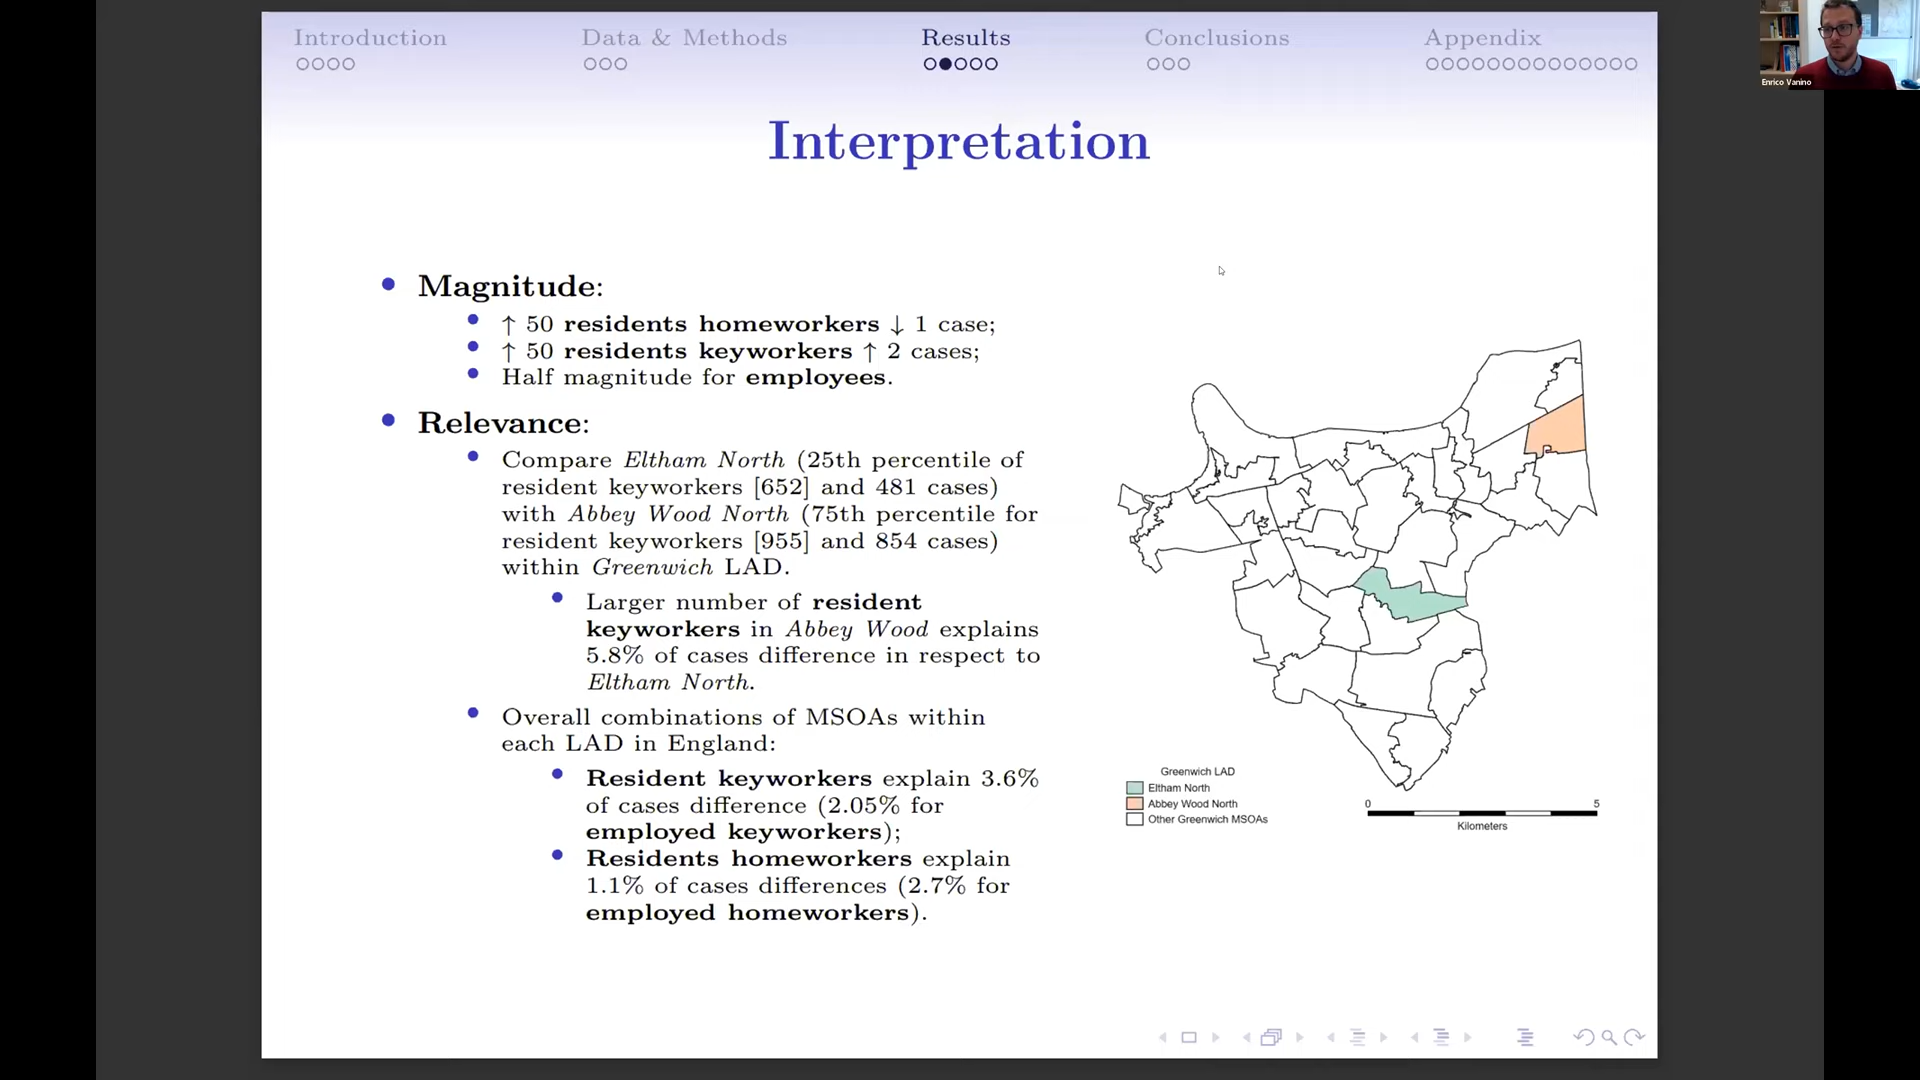 Introduction
Data & Methods
Results
Conclusions
Appendix
Enrico Vanino
Interpretation
Magnitude:
↑ 50 residents homeworkers ↓ 1 case;
↑ 50 residents keyworkers ↑ 2 cases;
Half magnitude for employees.
Relevance:
Compare Eltham North (25th percentile of
resident keyworkers [652] and 481 cases)
with Abbey Wood North (75th percentile for
resident keyworkers [955] and 854 cases)
within Greenwich LAD.
Larger number of resident
keyworkers in Abbey Wood explains
5.8% of cases difference in respect to
Eltham North.
Overall combinations of MSOAs within
each LAD in England:
Resident keyworkers explain 3.6%
of cases difference (2.05% for
employed keyworkers);
Residents homeworkers explain
1.1% of cases differences (2.7% for
employed homeworkers).
Greenwich LAD
Eltham North
Abbey Wood North
Other Greenwich MSOAs
0 5
Kilometers